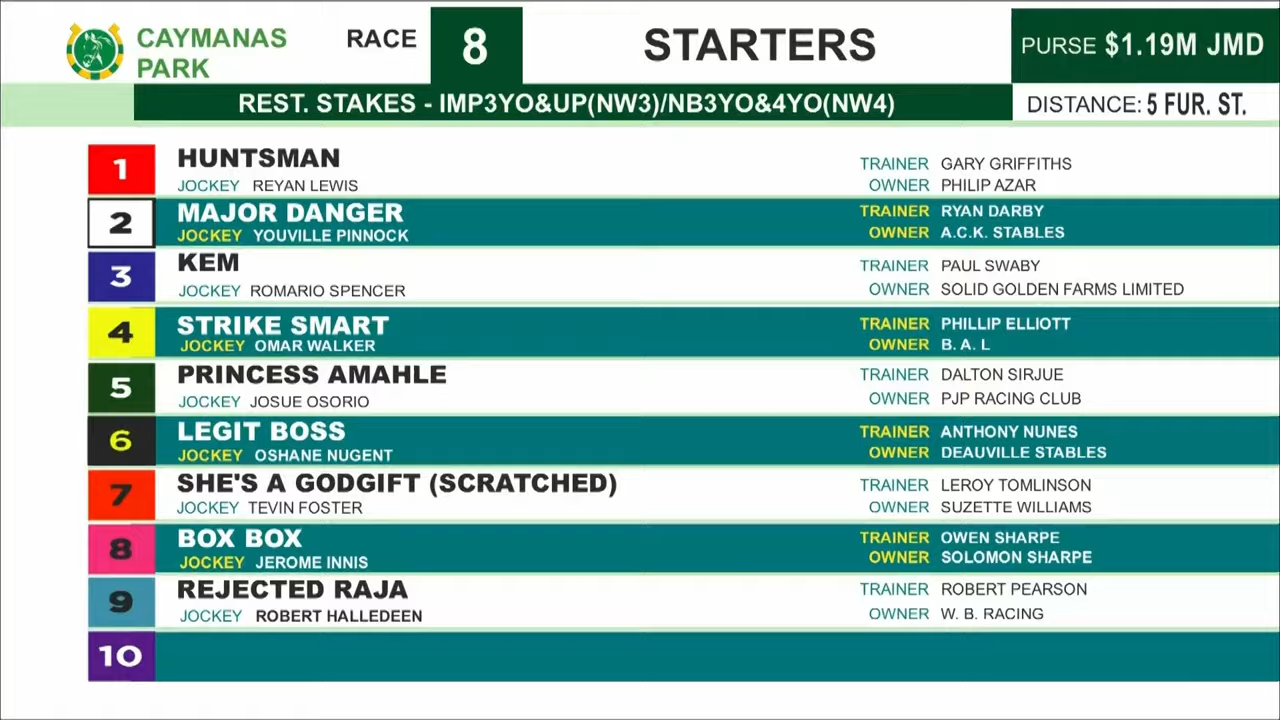 CAYMANAS PARK
RACE 8
STARTERS
PURSE $1.19M JMD
REST. STAKES - IMP3YO&UP(NW3)/NB3YO&4YO(NW4)
DISTANCE: 5 FUR. ST.
1 HUNTSMAN
JOCKEY REYAN LEWIS
TRAINER GARY GRIFFITHS
OWNER PHILIP AZAR
2 MAJOR DANGER
JOCKEY YOUVILLE PINNOCK
TRAINER RYAN DARBY
OWNER A.C.K. STABLES
3 KEM
JOCKEY ROMARIO SPENCER
TRAINER PAUL SWABY
OWNER SOLID GOLDEN FARMS LIMITED
4 STRIKE SMART
JOCKEY OMAR WALKER
TRAINER PHILLIP ELLIOTT
OWNER B. A. L
5 PRINCESS AMAHLE
JOCKEY JOSUE OSORIO
TRAINER DALTON SIRJUE
OWNER PJP RACING CLUB
6 LEGIT BOSS
JOCKEY OSHANE NUGENT
TRAINER ANTHONY NUNES
OWNER DEAUVILLE STABLES
7 SHE'S A GODGIFT (SCRATCHED)
JOCKEY TEVIN FOSTER
TRAINER LEROY TOMLINSON
OWNER SUZETTE WILLIAMS
8 BOX BOX
JOCKEY JEROME INNIS
TRAINER OWEN SHARPE
OWNER SOLOMON SHARPE
9 REJECTED RAJA
JOCKEY ROBERT HALLEDEEN
TRAINER ROBERT PEARSON
OWNER W. B. RACING
10